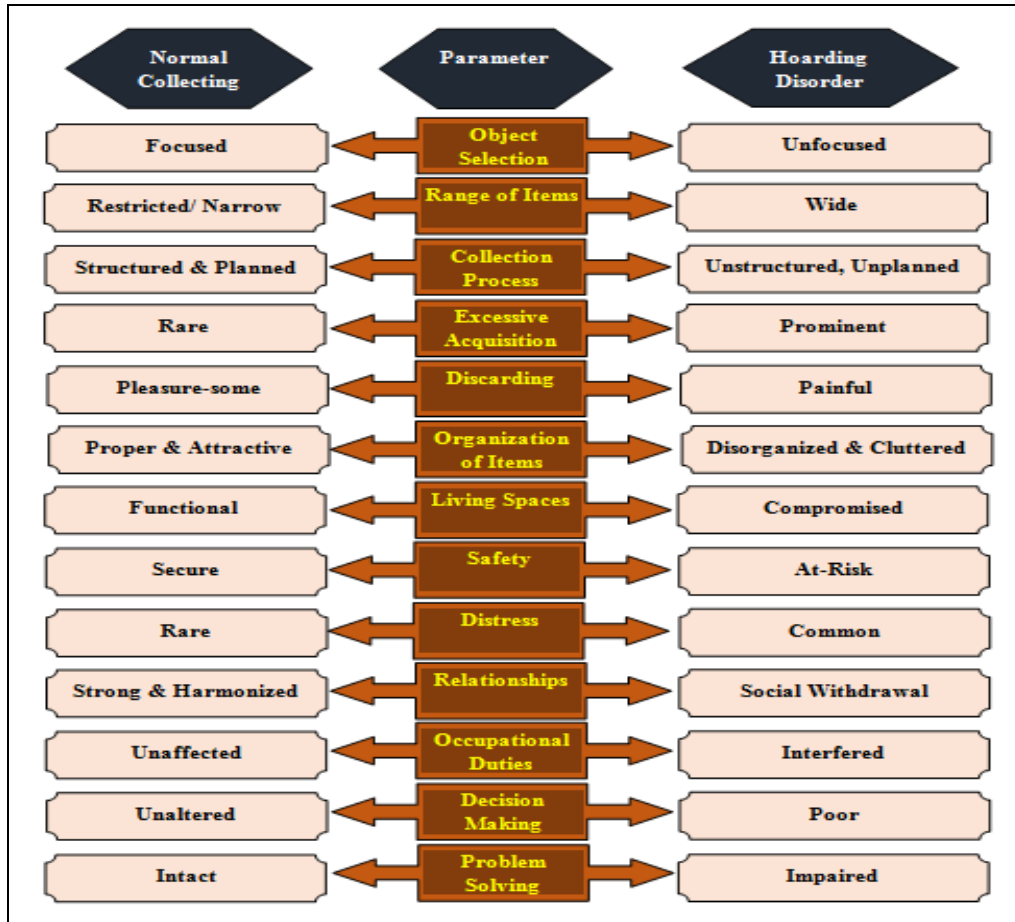 Normal
Collecting
Parameter
Hoarding
Disorder
Focused
Object
Selection
Unfocused
Restricted/ Narrow
Range of Items
Wide
Structured & Planned
Collection
Process
Unstructured, Unplanned
Rare
Excessive
Acquisition
Prominent
Pleasure-some
Discarding
Painful
Proper & Attractive
Organization
of Items
Disorganized & Cluttered
Functional
Living Spaces
Compromised
Secure
Safety
At-Risk
Rare
Distress
Common
Strong & Harmonized
Relationships
Social Withdrawal
Unaffected
Occupational
Duties
Interfered
Unaltered
Decision
Making
Poor
Intact
Problem
Solving
Impaired